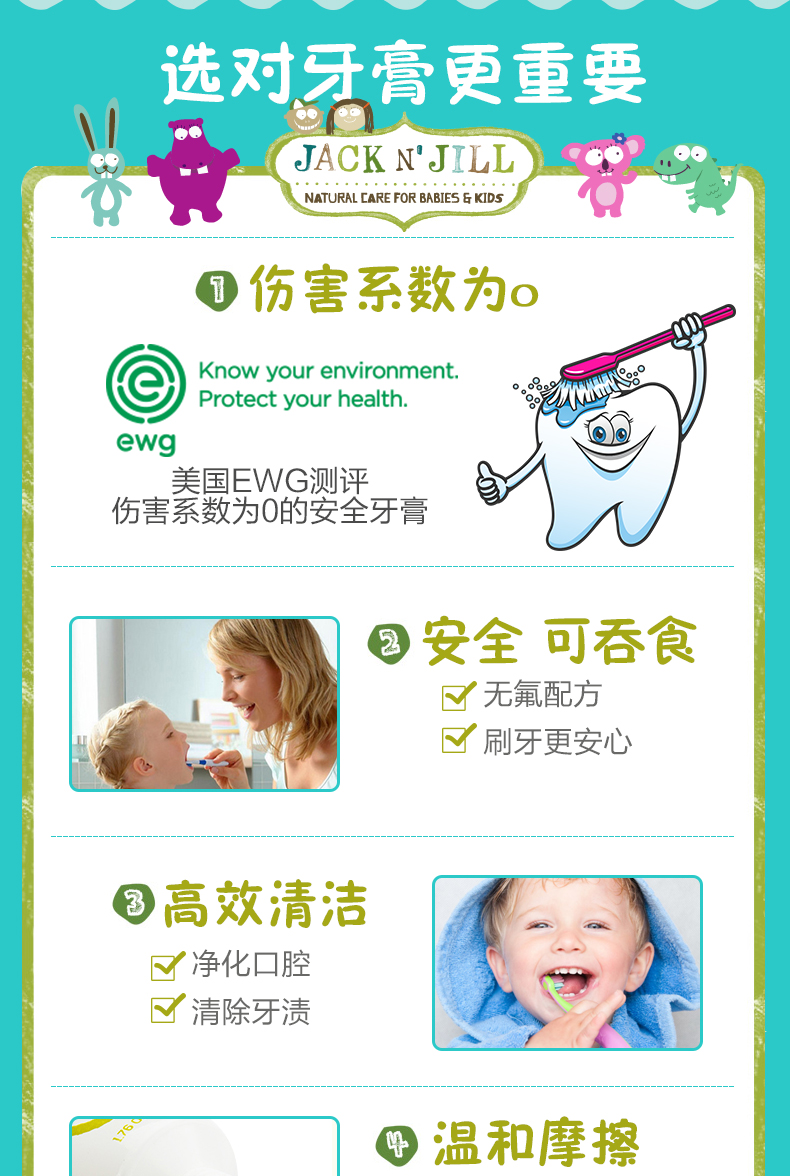 选对牙膏更重要
JACK N' JILL
NATURAL CARE FOR BABIES & KIDS
1 伤害系数为0
Know your environment.
Protect your health.
ewg
美国EWG测评
伤害系数为0的安全牙膏
2 安全 可吞食
无氟配方
刷牙更安心
3 高效清洁
净化口腔
清除牙渍
4 温和摩擦